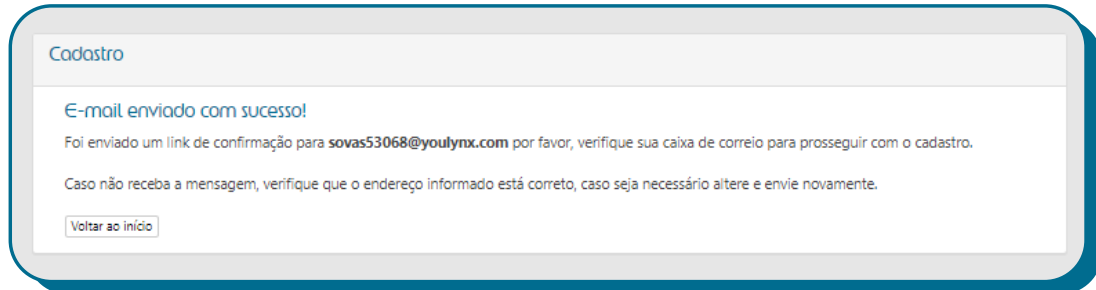 Cadastro
E-mail enviado com sucesso!
Foi enviado um link de confirmação para sovas53068@youlynx.com por favor, verifique sua caixa de correio para prosseguir com o cadastro.
Caso não receba a mensagem, verifique que o endereço informado está correto, caso seja necessário altere e envie novamente.
Voltar ao início